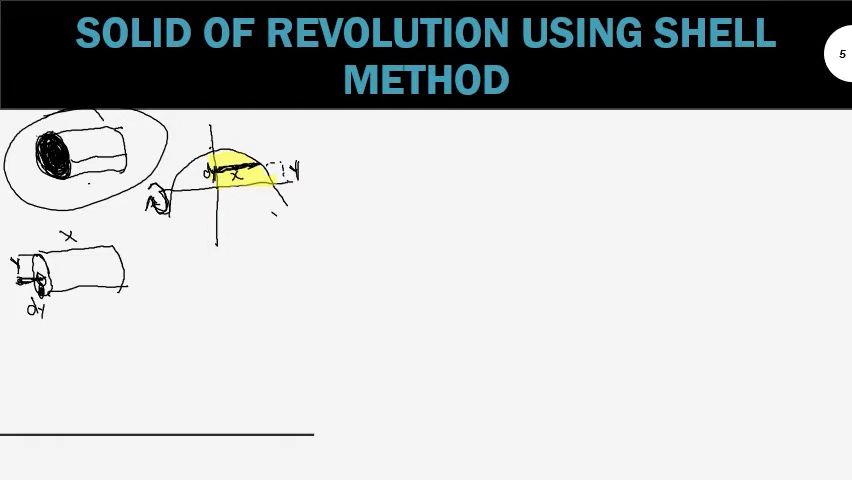 SOLID OF REVOLUTION USING SHELL
METHOD
5
dy
x
y
x
y
dy